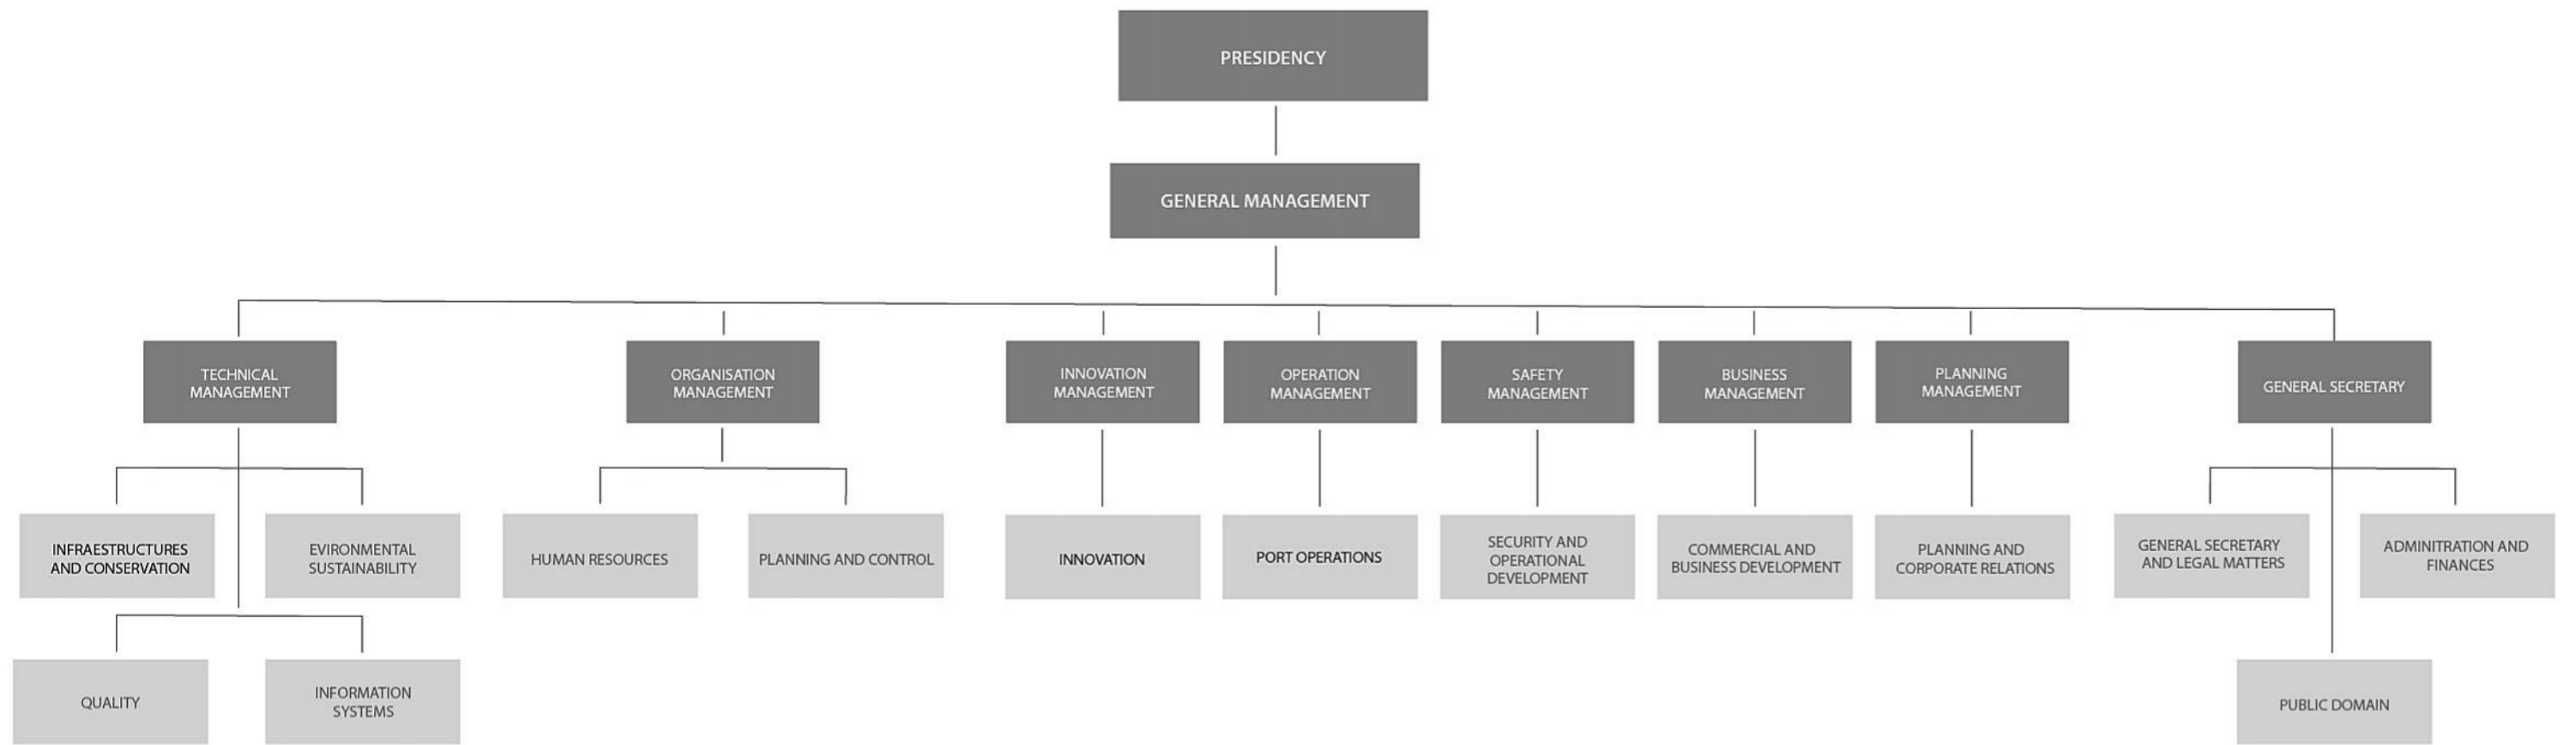 PRESIDENCY
GENERAL MANAGEMENT
TECHNICAL
MANAGEMENT
ORGANISATION
MANAGEMENT
INNOVATION
MANAGEMENT
OPERATION
MANAGEMENT
SAFETY
MANAGEMENT
BUSINESS
MANAGEMENT
PLANNING
MANAGEMENT
GENERAL SECRETARY
INFRAESTRUCTURES
AND CONSERVATION
EVIRONMENTAL
SUSTAINABILITY
HUMAN RESOURCES
PLANNING AND CONTROL
INNOVATION
PORT OPERATIONS
SECURITY AND
OPERATIONAL
DEVELOPMENT
COMMERCIAL AND
BUSINESS DEVELOPMENT
PLANNING AND
CORPORATE RELATIONS
GENERAL SECRETARY
AND LEGAL MATTERS
ADMINITRATION AND
FINANCES
QUALITY
INFORMATION
SYSTEMS
PUBLIC DOMAIN